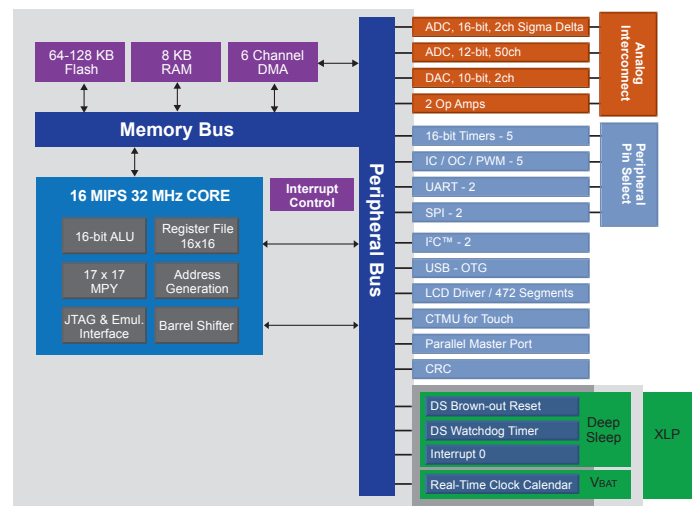 64-128 KB
Flash
8 KB
RAM
6 Channel
DMA
Memory Bus
16 MIPS 32 MHz CORE
16-bit ALU
Register File
16x16
17 x 17
MPY
Address
Generation
JTAG & Emul.
Interface
Barrel Shifter
Interrupt
Control
Peripheral Bus
ADC, 16-bit, 2ch Sigma Delta
ADC, 12-bit, 50ch
DAC, 10-bit, 2ch
2 Op Amps
Analog
Interconnect
16-bit Timers - 5
IC / OC / PWM - 5
UART - 2
SPI - 2
Peripheral
Pin Select
I²C™ - 2
USB - OTG
LCD Driver / 472 Segments
CTMU for Touch
Parallel Master Port
CRC
DS Brown-out Reset
DS Watchdog Timer
Interrupt 0
Deep
Sleep
Real-Time Clock Calendar
VBAT
XLP